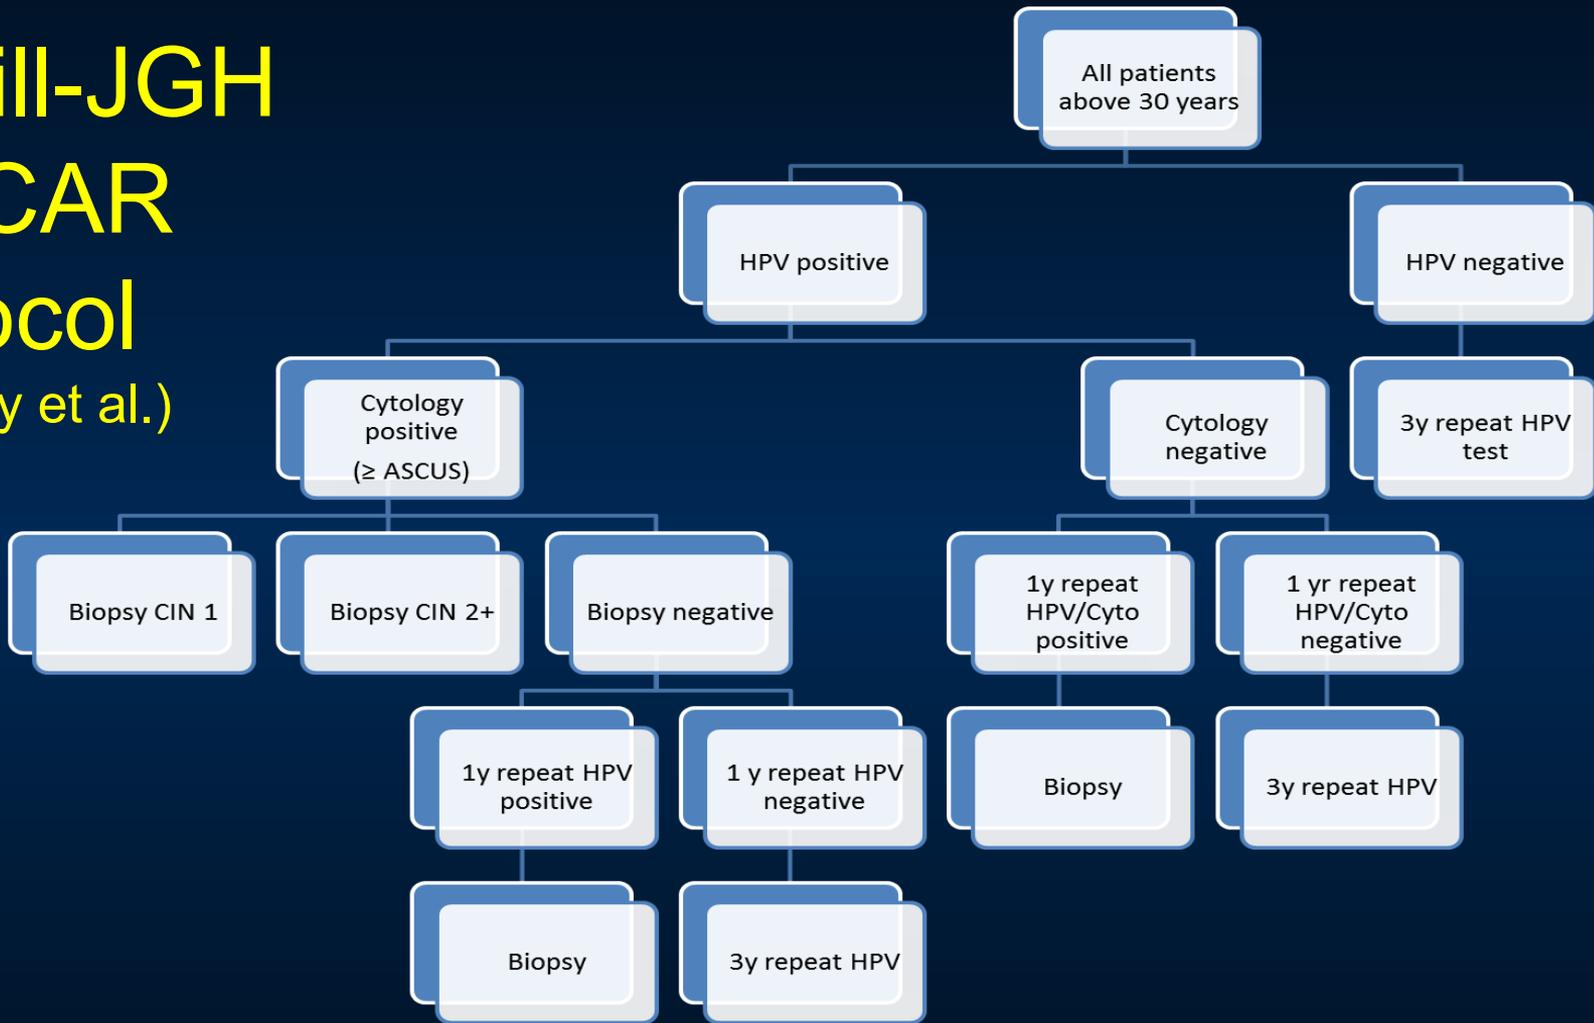 ill-JGH
CAR
ocol
y et al.)
All patients
above 30 years
HPV positive
HPV negative
Cytology
positive
(≥ ASCUS)
Cytology
negative
3y repeat HPV
test
Biopsy CIN 1
Biopsy CIN 2+
Biopsy negative
1y repeat
HPV/Cyto
positive
1 yr repeat
HPV/Cyto
negative
1y repeat HPV
positive
1 y repeat HPV
negative
Biopsy
3y repeat HPV
Biopsy
3y repeat HPV